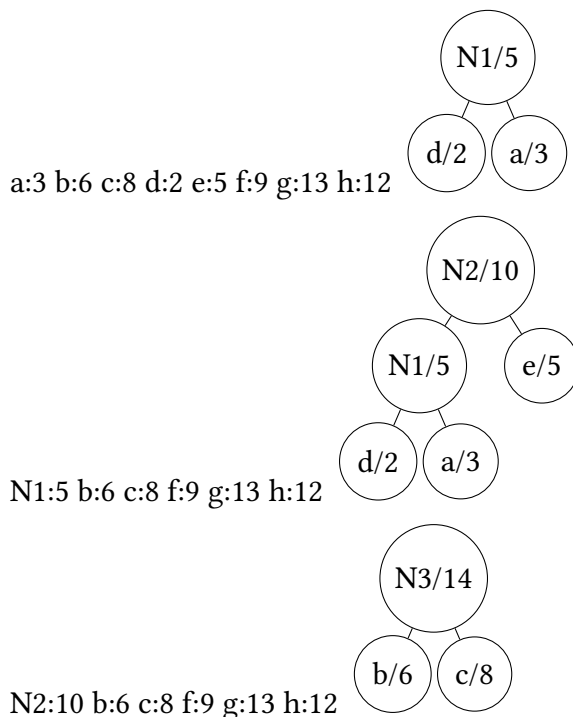 N1/5
d/2 a/3
a:3 b:6 c:8 d:2 e:5 f:9 g:13 h:12
N2/10
N1/5 e/5
d/2 a/3
N1:5 b:6 c:8 f:9 g:13 h:12
N3/14
b/6 c/8
N2:10 b:6 c:8 f:9 g:13 h:12